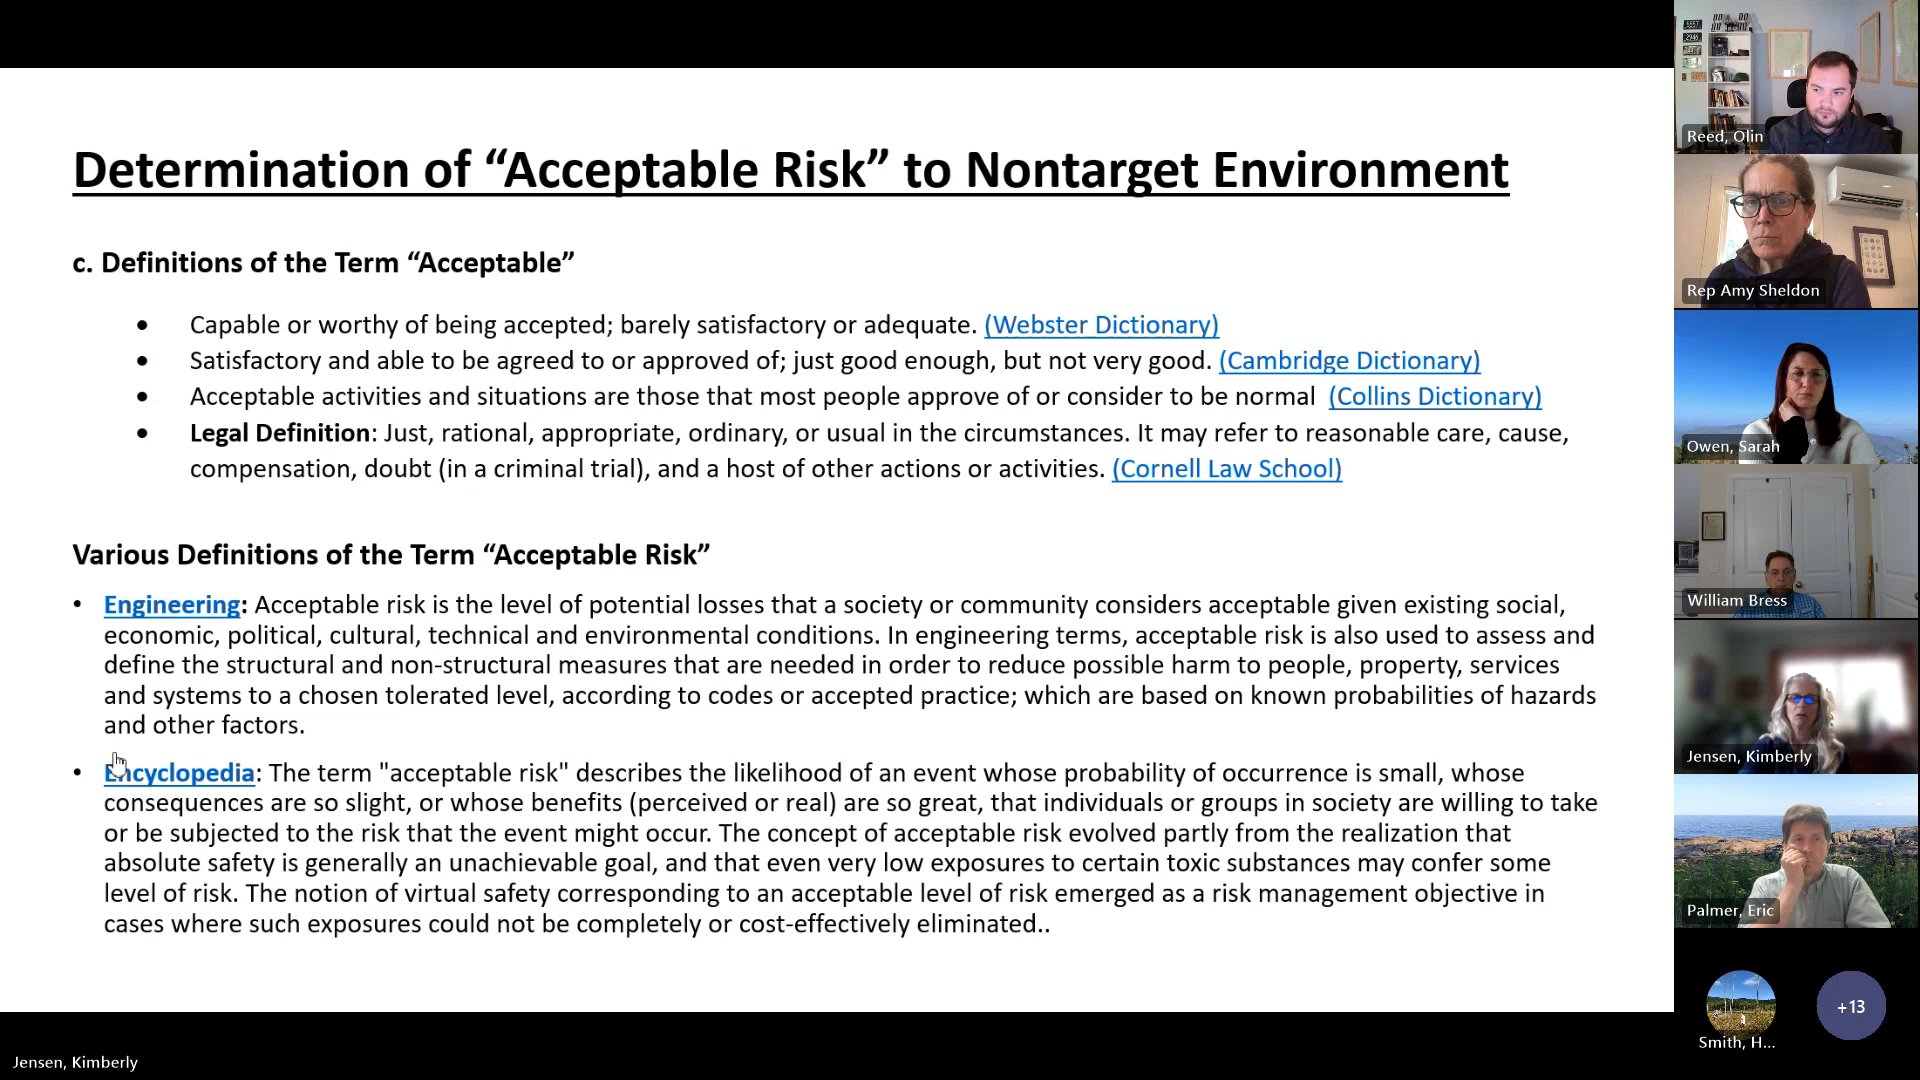 Determination of “Acceptable Risk” to Nontarget Environment
c. Definitions of the Term “Acceptable”
• Capable or worthy of being accepted; barely satisfactory or adequate. (Webster Dictionary)
• Satisfactory and able to be agreed to or approved of; just good enough, but not very good. (Cambridge Dictionary)
• Acceptable activities and situations are those that most people approve of or consider to be normal (Collins Dictionary)
• Legal Definition: Just, rational, appropriate, ordinary, or usual in the circumstances. It may refer to reasonable care, cause,
compensation, doubt (in a criminal trial), and a host of other actions or activities. (Cornell Law School)
Various Definitions of the Term “Acceptable Risk”
• Engineering: Acceptable risk is the level of potential losses that a society or community considers acceptable given existing social,
economic, political, cultural, technical and environmental conditions. In engineering terms, acceptable risk is also used to assess and
define the structural and non-structural measures that are needed in order to reduce possible harm to people, property, services
and systems to a chosen tolerated level, according to codes or accepted practice; which are based on known probabilities of hazards
and other factors.
• Encyclopedia: The term "acceptable risk" describes the likelihood of an event whose probability of occurrence is small, whose
consequences are so slight, or whose benefits (perceived or real) are so great, that individuals or groups in society are willing to take
or be subjected to the risk that the event might occur. The concept of acceptable risk evolved partly from the realization that
absolute safety is generally an unachievable goal, and that even very low exposures to certain toxic substances may confer some
level of risk. The notion of virtual safety corresponding to an acceptable level of risk emerged as a risk management objective in
cases where such exposures could not be completely or cost-effectively eliminated..
Reed, Olin
Rep Amy Sheldon
Owen, Sarah
William Bress
Jensen, Kimberly
Palmer, Eric
Smith, H...
+13
Jensen, Kimberly